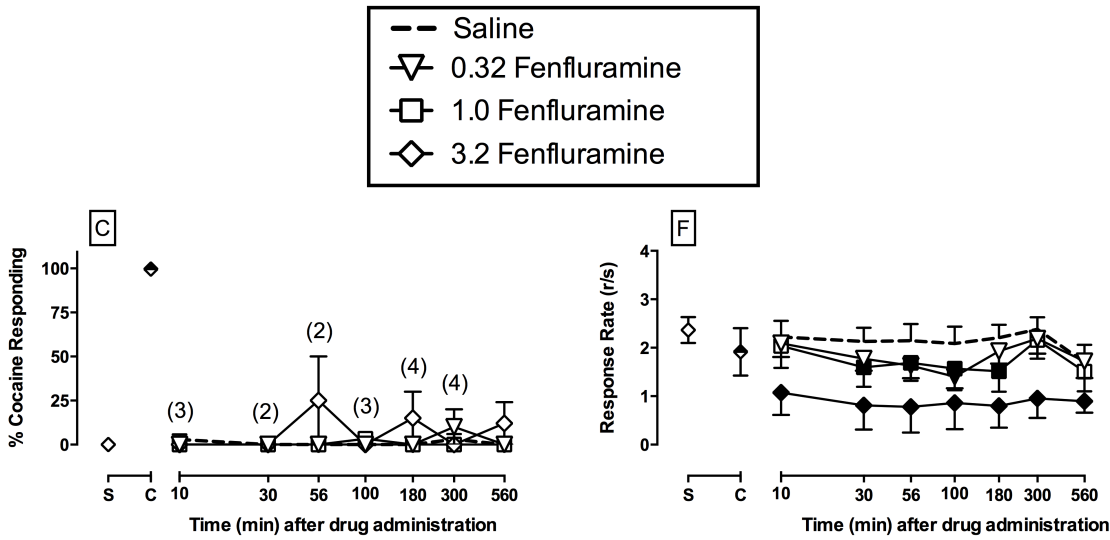 Saline
0.32 Fenfluramine
1.0 Fenfluramine
3.2 Fenfluramine
C
% Cocaine Responding
100
75
50
25
0
(3)
(2)
(2)
(3)
(4)
(4)
S C 10 30 56 100 180 300 560
Time (min) after drug administration
F
Response Rate (r/s)
4
3
2
1
0
S C 10 30 56 100 180 300 560
Time (min) after drug administration